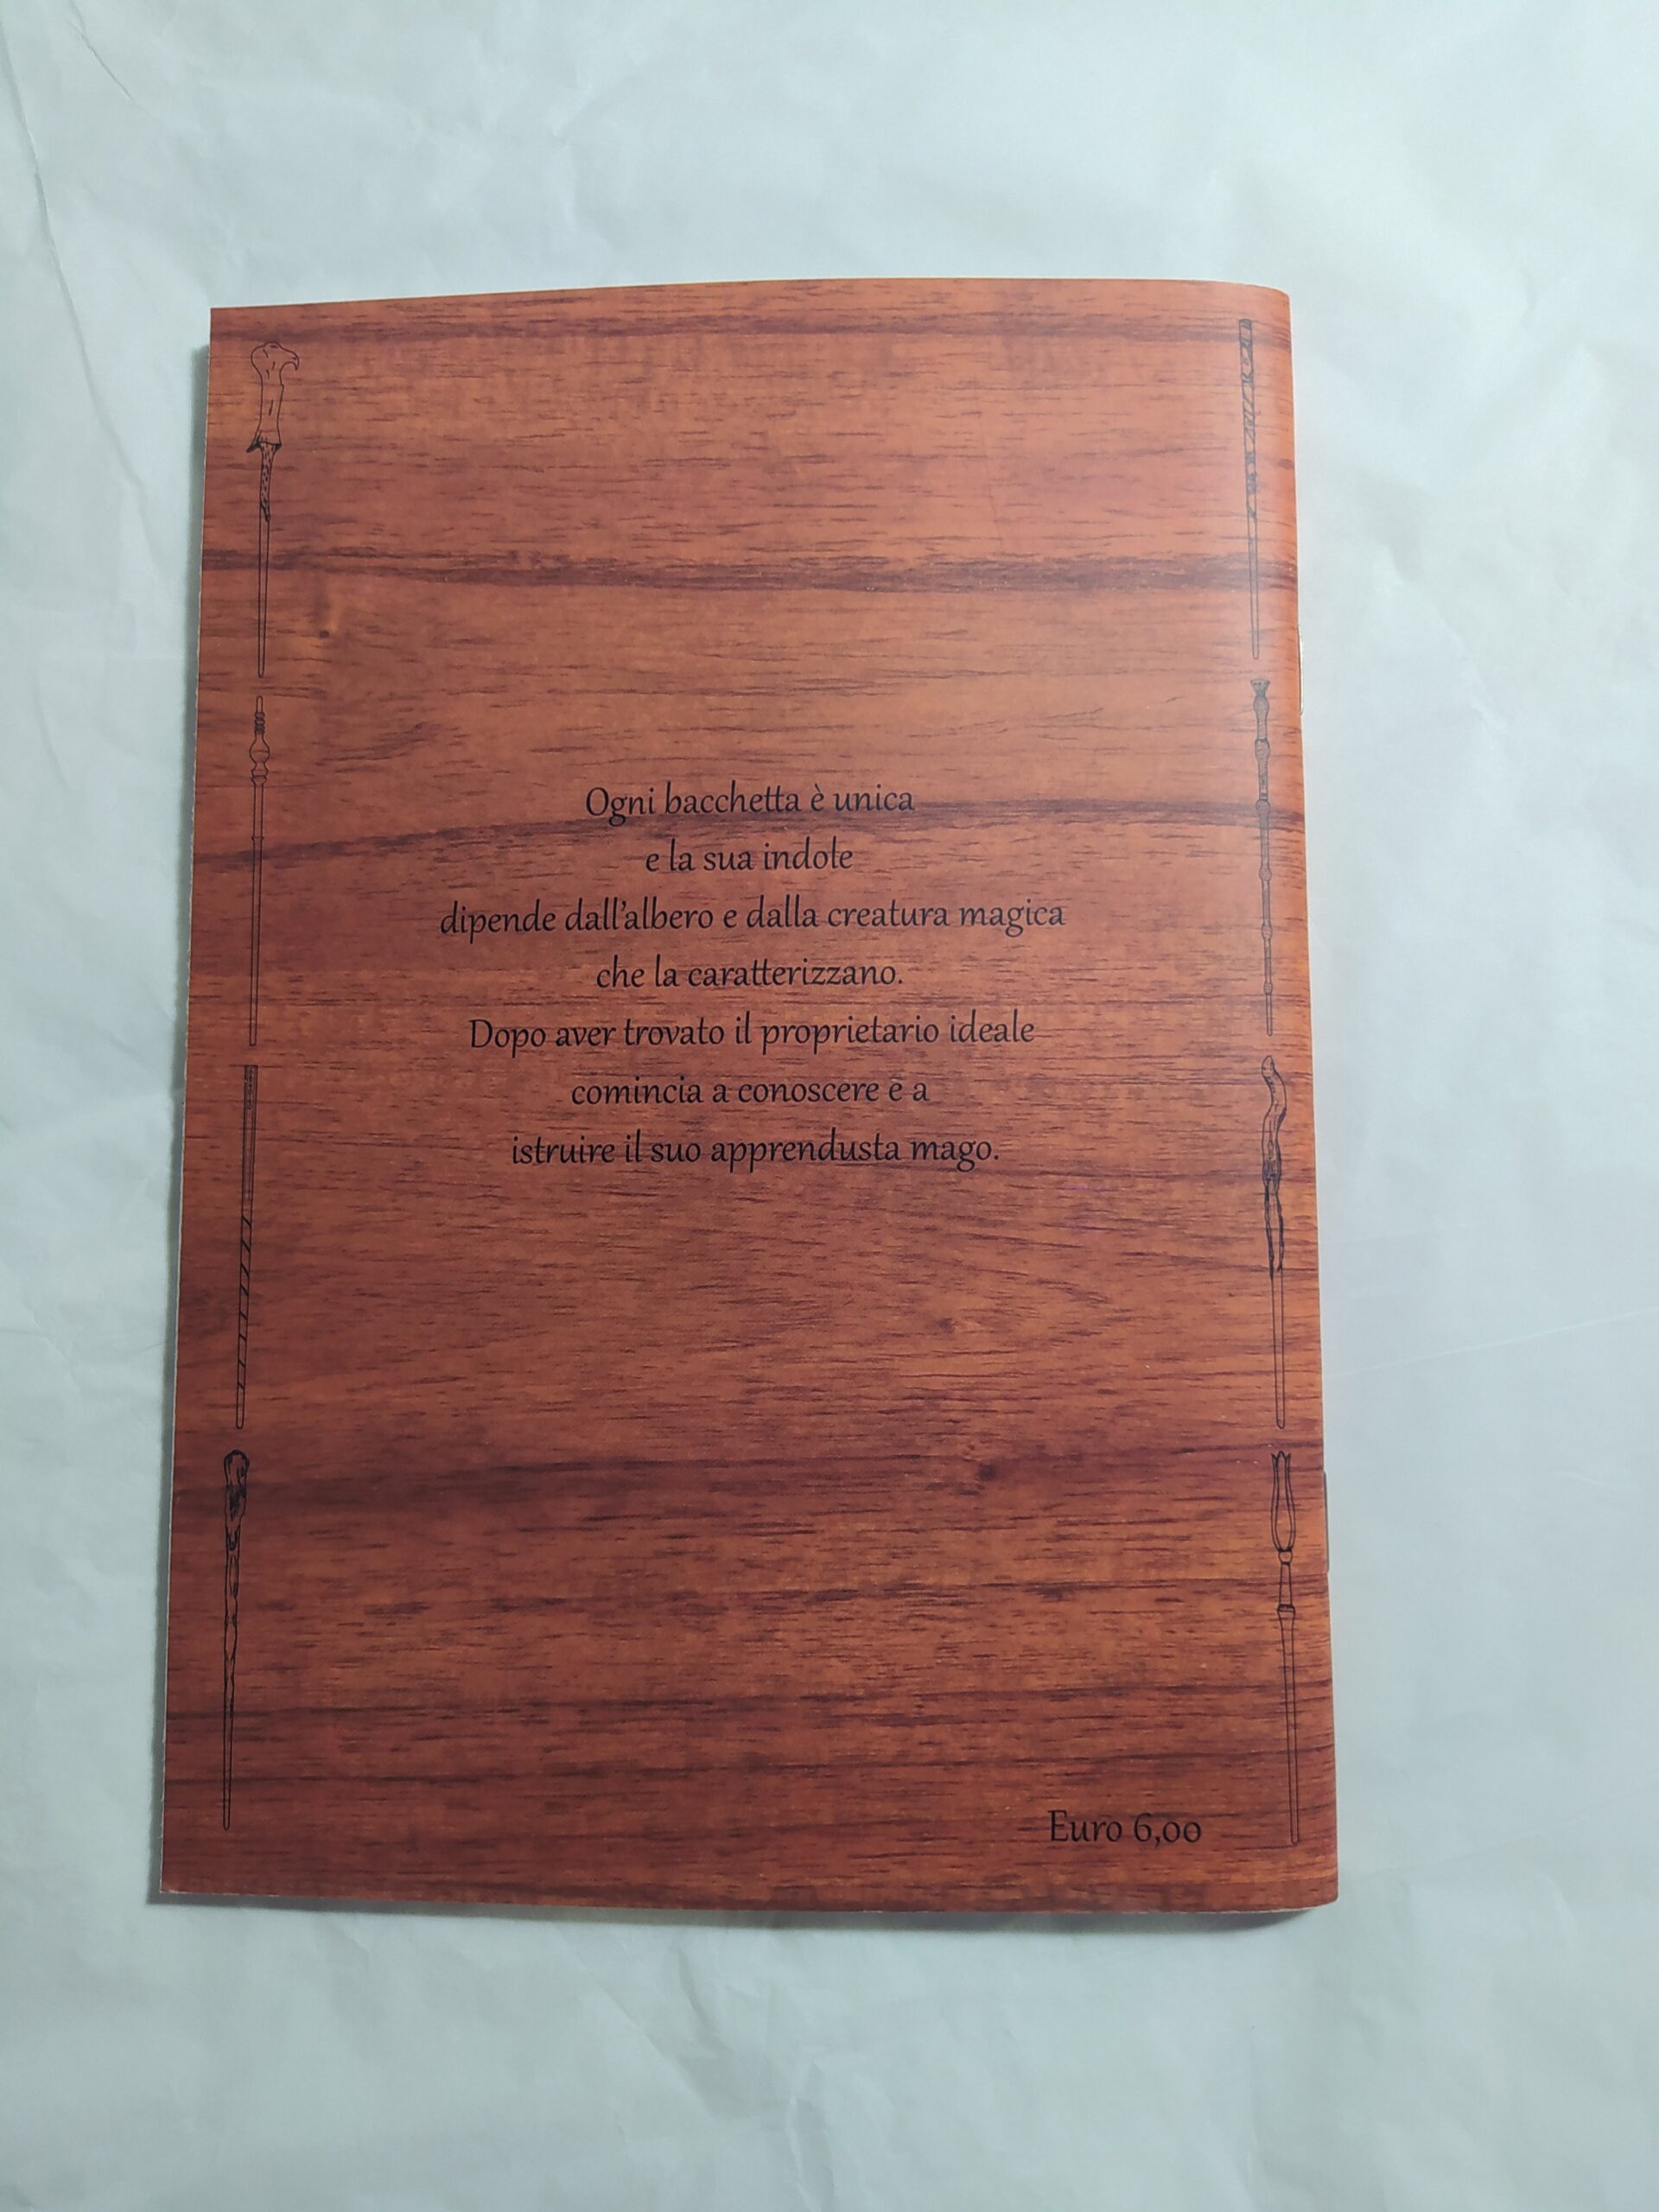 Ogni bacchetta è unica
e la sua indole
dipende dall'albero e dalla creatura magica
che la caratterizzano.
Dopo aver trovato il proprietario ideale
comincia a conoscere e a
istruire il suo apprendusta mago.
Euro 6,00